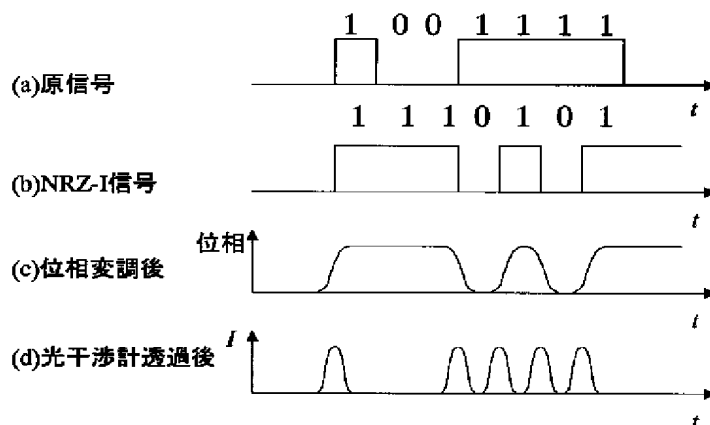 1 0 0 1 1 1 1
(a)原信号
t
1 1 1 0 1 0 1
(b)NRZ-I信号
t
位相
(c)位相変調後
t
I
(d)光干渉計透過後
t